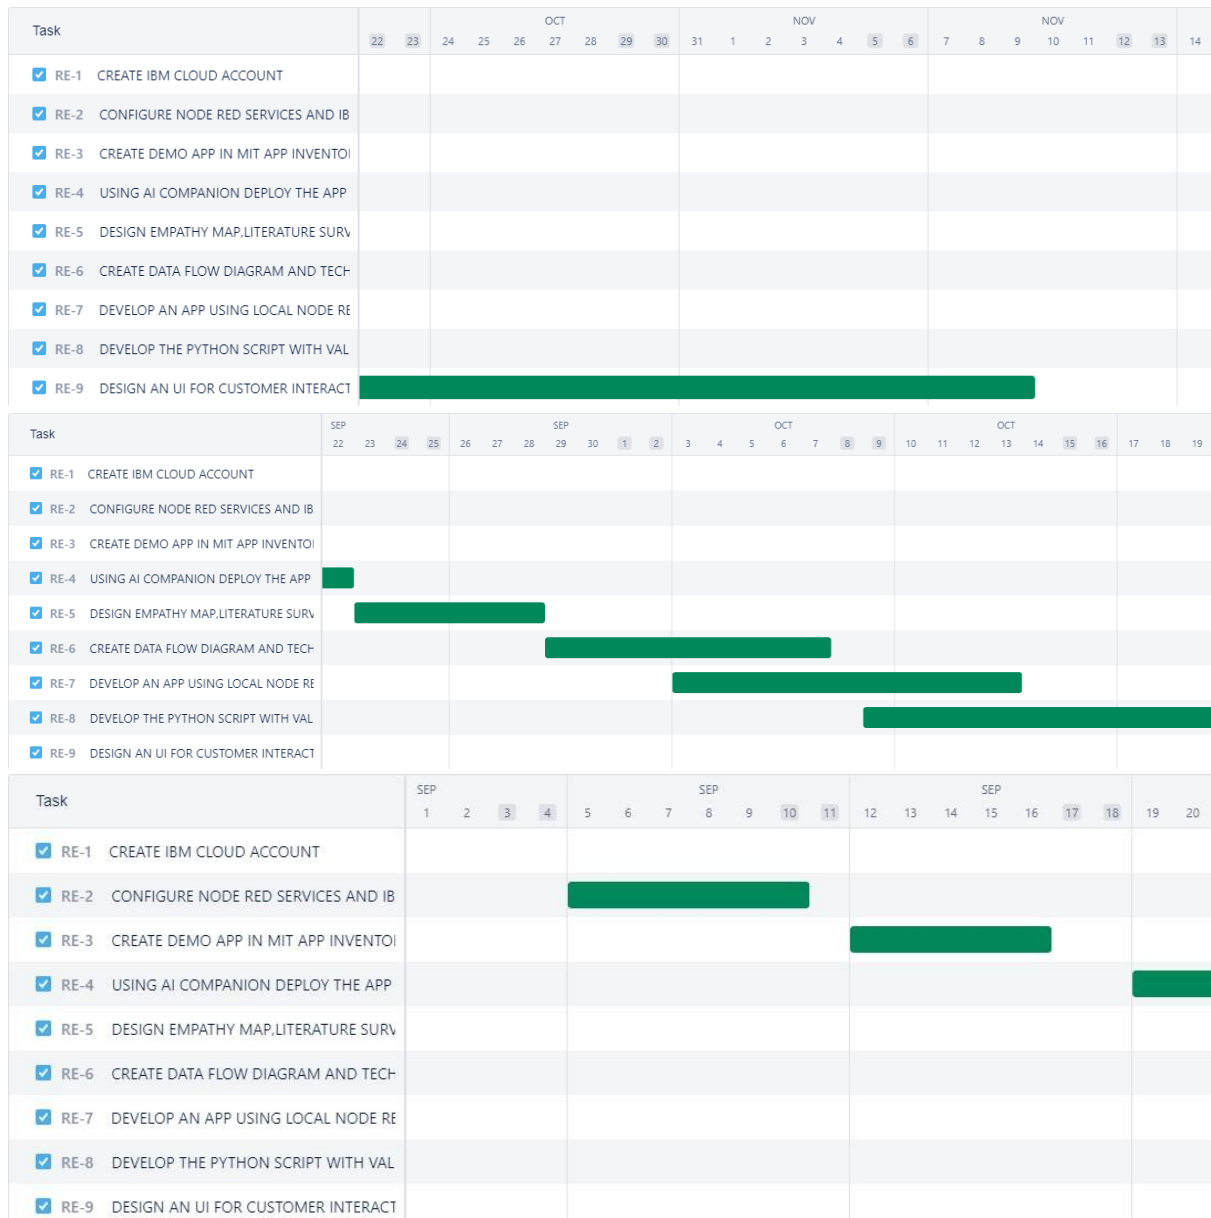 Task
OCT NOV NOV
22 23 24 25 26 27 28 29 30 31 1 2 3 4 5 6 7 8 9 10 11 12 13 14
RE-1 CREATE IBM CLOUD ACCOUNT
RE-2 CONFIGURE NODE RED SERVICES AND IB
RE-3 CREATE DEMO APP IN MIT APP INVENTO
RE-4 USING AI COMPANION DEPLOY THE APP
RE-5 DESIGN EMPATHY MAP,LITERATURE SURV
RE-6 CREATE DATA FLOW DIAGRAM AND TECH
RE-7 DEVELOP AN APP USING LOCAL NODE RE
RE-8 DEVELOP THE PYTHON SCRIPT WITH VAL
RE-9 DESIGN AN UI FOR CUSTOMER INTERACT
Task
SEP SEP OCT OCT
22 23 24 25 26 27 28 29 30 1 2 3 4 5 6 7 8 9 10 11 12 13 14 15 16 17 18 19
RE-1 CREATE IBM CLOUD ACCOUNT
RE-2 CONFIGURE NODE RED SERVICES AND IB
RE-3 CREATE DEMO APP IN MIT APP INVENTO
RE-4 USING AI COMPANION DEPLOY THE APP
RE-5 DESIGN EMPATHY MAP,LITERATURE SURV
RE-6 CREATE DATA FLOW DIAGRAM AND TECH
RE-7 DEVELOP AN APP USING LOCAL NODE RE
RE-8 DEVELOP THE PYTHON SCRIPT WITH VAL
RE-9 DESIGN AN UI FOR CUSTOMER INTERACT
Task
SEP SEP SEP
1 2 3 4 5 6 7 8 9 10 11 12 13 14 15 16 17 18 19 20
RE-1 CREATE IBM CLOUD ACCOUNT
RE-2 CONFIGURE NODE RED SERVICES AND IB
RE-3 CREATE DEMO APP IN MIT APP INVENTO
RE-4 USING AI COMPANION DEPLOY THE APP
RE-5 DESIGN EMPATHY MAP,LITERATURE SURV
RE-6 CREATE DATA FLOW DIAGRAM AND TECH
RE-7 DEVELOP AN APP USING LOCAL NODE RE
RE-8 DEVELOP THE PYTHON SCRIPT WITH VAL
RE-9 DESIGN AN UI FOR CUSTOMER INTERACT